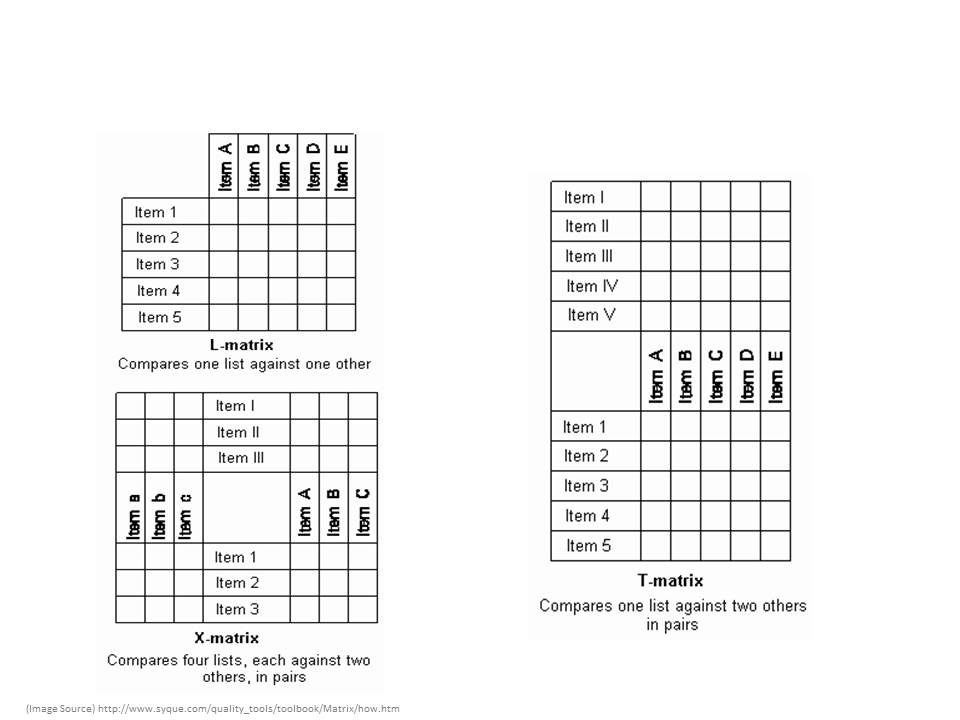 Item A
Item B
Item C
Item D
Item E
Item 1
Item 2
Item 3
Item 4
Item 5
L-matrix
Compares one list against one other
Item I
Item II
Item III
Item a
Item b
Item c
Item A
Item B
Item C
Item 1
Item 2
Item 3
X-matrix
Compares four lists, each against two
others, in pairs
Item I
Item II
Item III
Item IV
Item V
Item A
Item B
Item C
Item D
Item E
Item 1
Item 2
Item 3
Item 4
Item 5
T-matrix
Compares one list against two others
in pairs
(Image Source) http://www.syque.com/quality_tools/toolbook/Matrix/how.htm